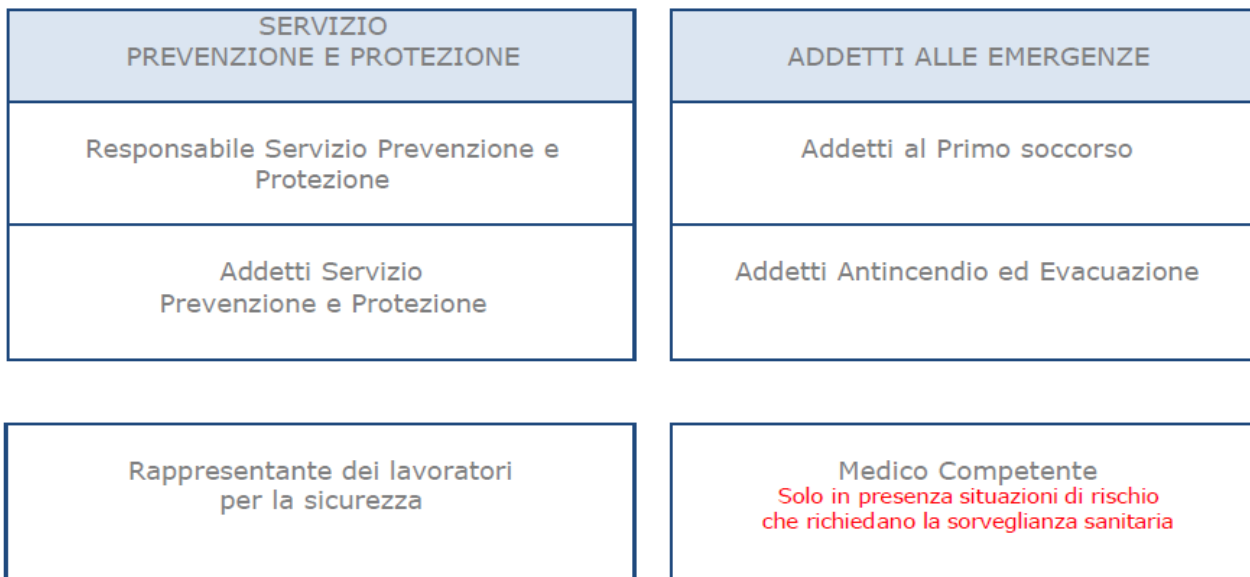 SERVIZIO
PREVENZIONE E PROTEZIONE
Responsabile Servizio Prevenzione e
Protezione
Addetti Servizio
Prevenzione e Protezione
ADDETTI ALLE EMERGENZE
Addetti al Primo soccorso
Addetti Antincendio ed Evacuazione
Rappresentante dei lavoratori
per la sicurezza
Medico Competente
Solo in presenza situazioni di rischio
che richiedano la sorveglianza sanitaria